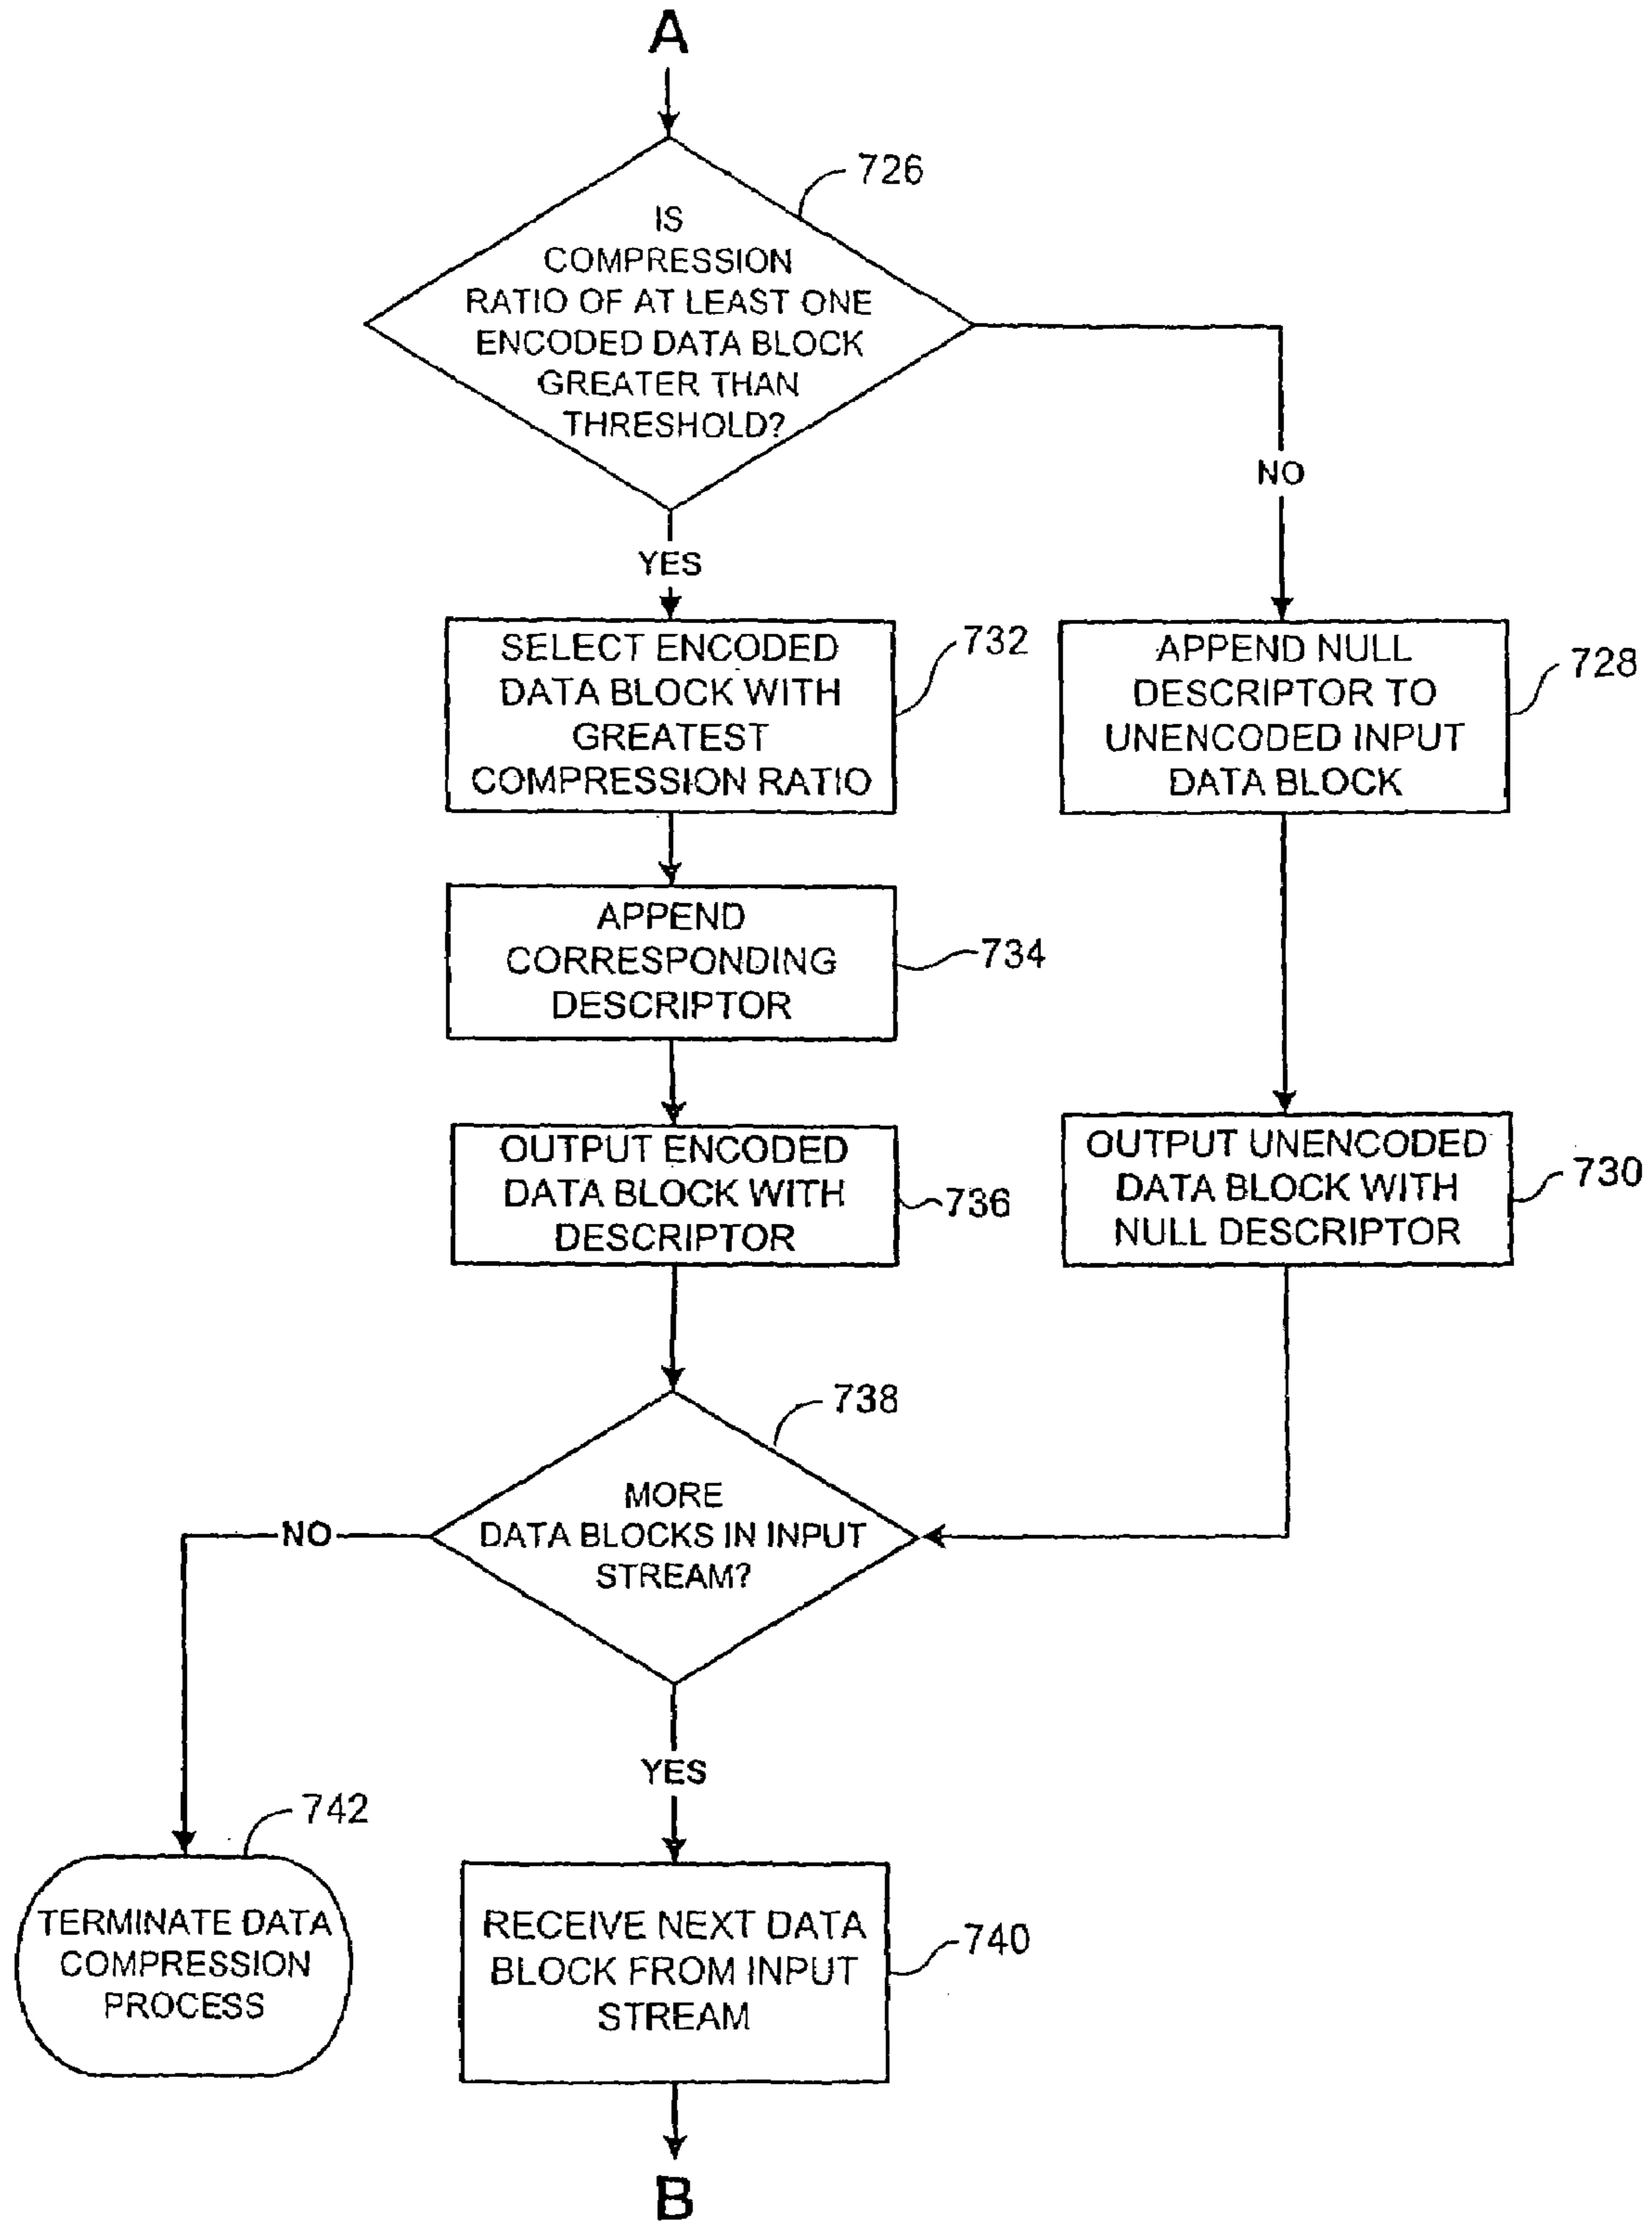 A
726
IS
COMPRESSION
RATIO OF AT LEAST ONE
ENCODED DATA BLOCK
GREATER THAN
THRESHOLD?
NO
YES
SELECT ENCODED
DATA BLOCK WITH
GREATEST
COMPRESSION RATIO
732
APPEND NULL
DESCRIPTOR TO
UNENCODED INPUT
DATA BLOCK
728
APPEND
CORRESPONDING
DESCRIPTOR
734
OUTPUT ENCODED
DATA BLOCK WITH
DESCRIPTOR
736
OUTPUT UNENCODED
DATA BLOCK WITH
NULL DESCRIPTOR
730
738
MORE
DATA BLOCKS IN INPUT
STREAM?
NO
YES
742
TERMINATE DATA
COMPRESSION
PROCESS
RECEIVE NEXT DATA
BLOCK FROM INPUT
STREAM
740
B